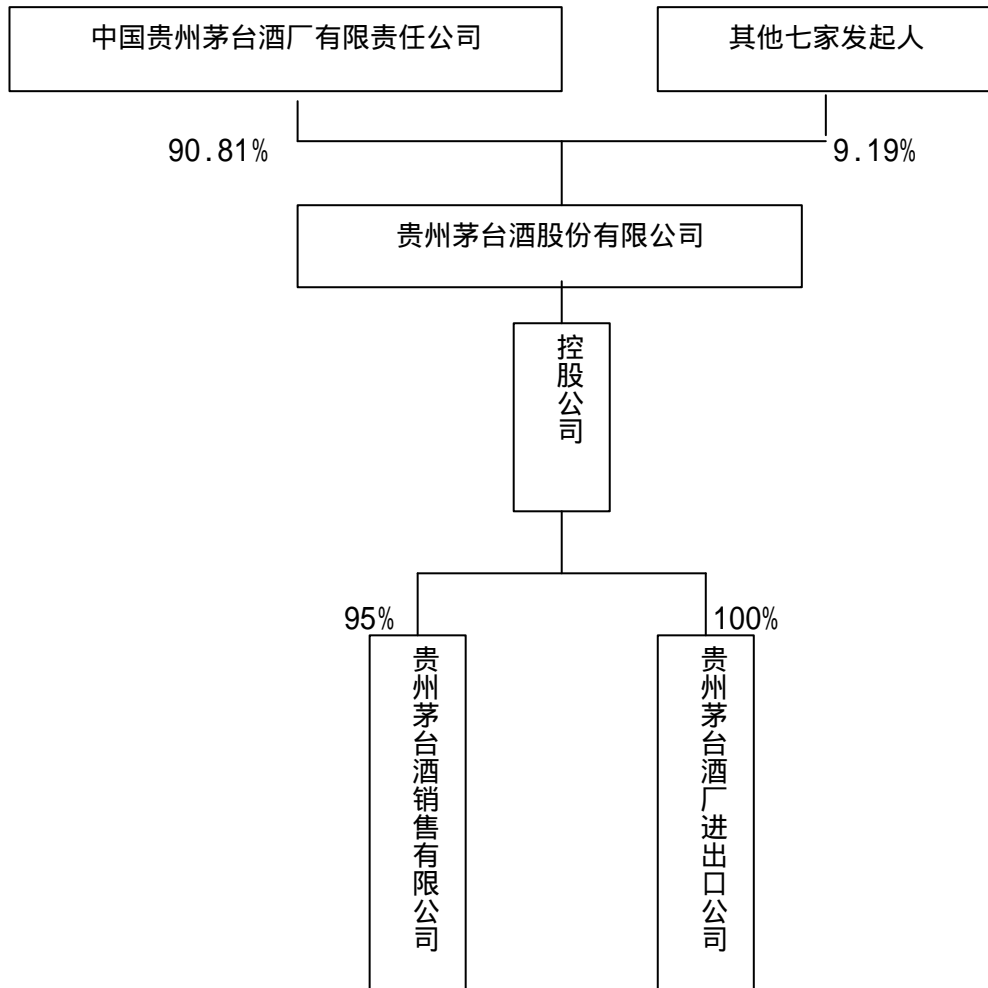 中国贵州茅台酒厂有限责任公司
其他七家发起人
90.81%
9.19%
贵州茅台酒股份有限公司
控股公司
95%
100%
贵州茅台酒销售有限公司
贵州茅台酒厂进出口公司